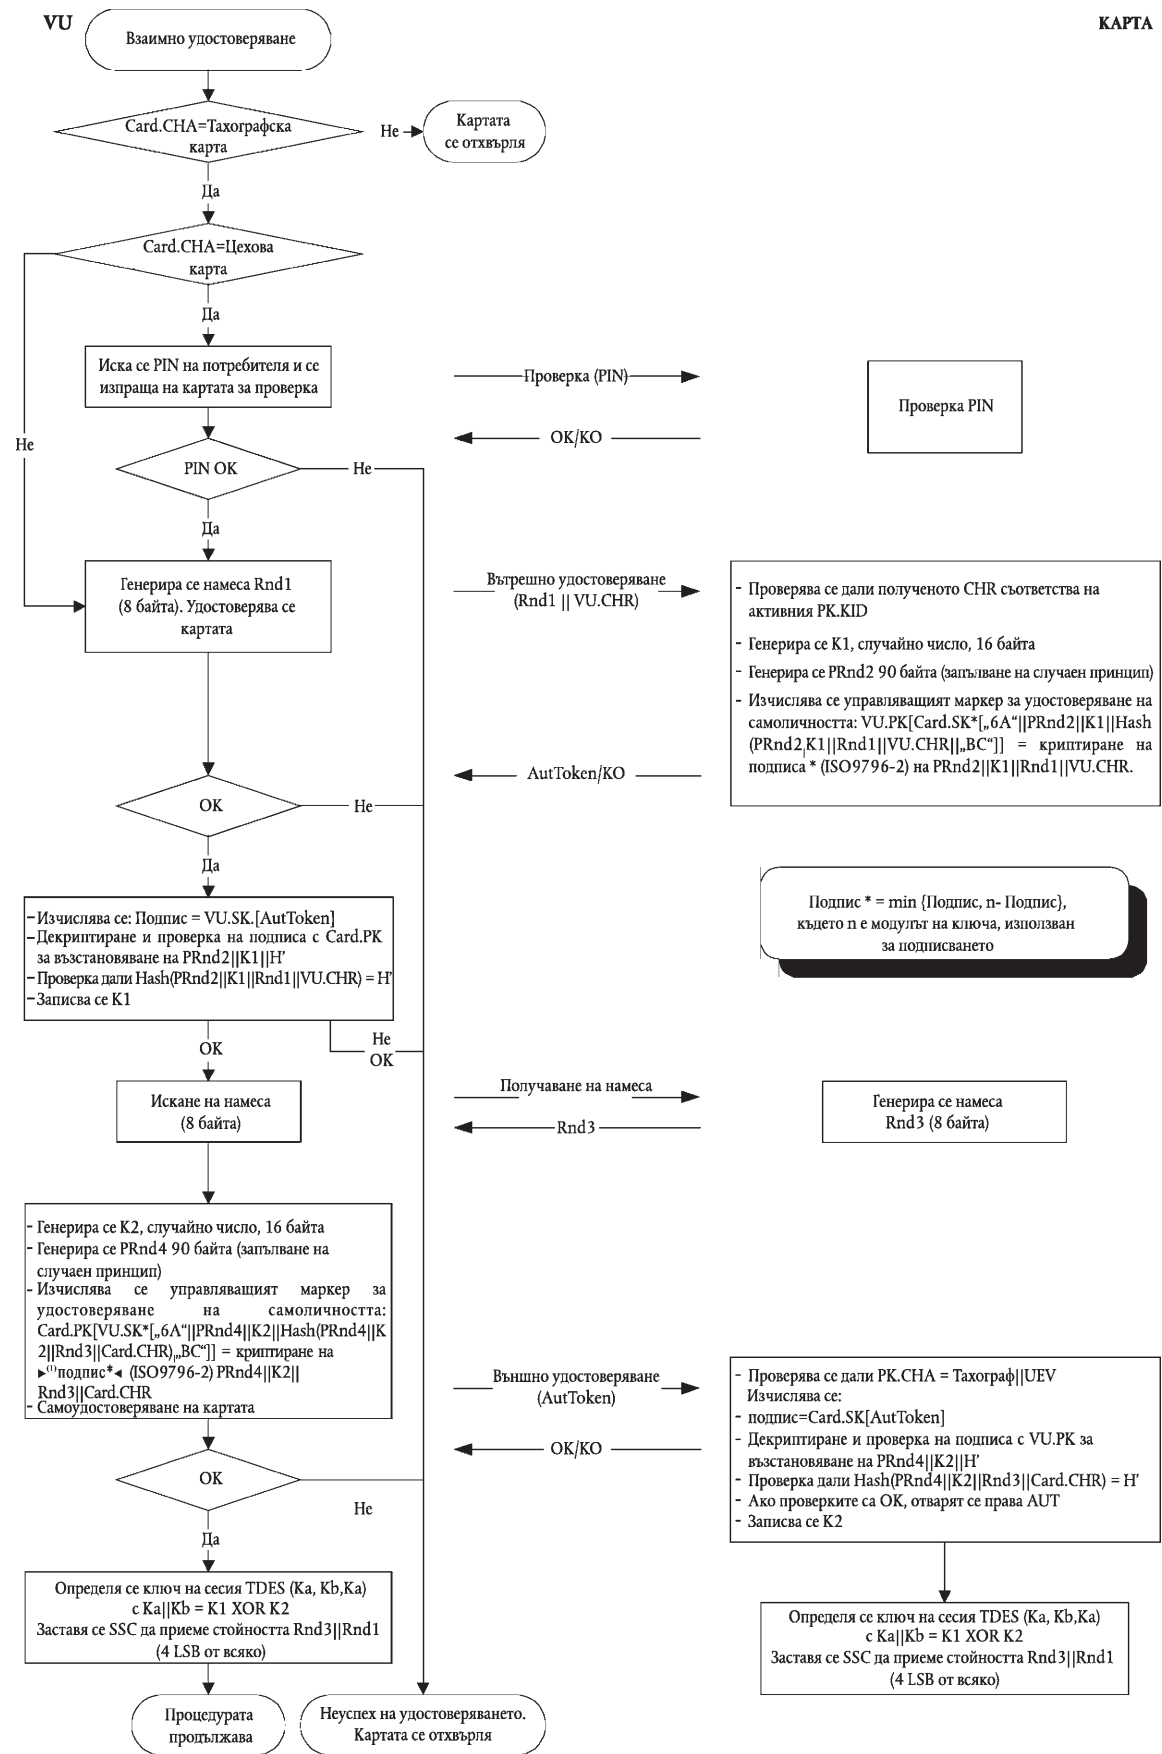 VU
КАРТА
Взаимно удостоверяване
Card.CHA=Тахографска
карта
Не
Картата
се отхвърля
Да
Card.CHA=Цехова
карта
Да
Иска се PIN на потребителя и се
изпраща на картата за проверка
Проверка (PIN)
Проверка PIN
OK/KO
Не
PIN OK
Не
Да
Генерира се намеса Rnd1
(8 байта). Удостоверява се
картата
Вътрешно удостоверяване
(Rnd1 || VU.CHR)
- Проверява се дали полученото CHR съответства на
активния PK.KID
- Генерира се K1, случайно число, 16 байта
- Генерира се PRnd2 90 байта (запълване на случаен принцип)
- Изчислява се управляващият маркер за удостоверяване на
самоличността: VU.PK[Card.SK*[„6A“||PRnd2||K1||Hash
(PRnd2|K1||Rnd1||VU.CHR||„BC“]] = криптиране на
подписа * (ISO9796-2) на PRnd2||K1||Rnd1||VU.CHR.
AutToken/KO
OK
Не
Да
- Изчислява се: Подпис = VU.SK.[AutToken]
- Декриптиране и проверка на подписа с Card.PK
за възстановяване на PRnd2||K1||H’
- Проверка дали Hash(PRnd2||K1||Rnd1||VU.CHR) = H’
- Записва се K1
Подпис * = min {Подпис, n- Подпис},
където n е модулът на ключа, използван
за подписването
OK
Не
OK
Искане на намеса
(8 байта)
Получаване на намеса
Rnd3
Генерира се намеса
Rnd3 (8 байта)
- Генерира се K2, случайно число, 16 байта
- Генерира се PRnd4 90 байта (запълване на
случаен принцип)
- Изчислява се управляващият маркер за
удостоверяване на самоличността:
Card.PK[VU.SK*[„6A“||PRnd4||K2||Hash(PRnd4||K
2||Rnd3||Card.CHR)|„BC“]] = криптиране на
►(1)подпис*◄ (ISO9796-2) PRnd4||K2||
Rnd3||Card.CHR
- Самоудостоверяване на картата
Външно удостоверяване
(AutToken)
- Проверява се дали PK.CHA = Тахограф||UEV
Изчислява се:
- подпис=Card.SK[AutToken]
- Декриптиране и проверка на подписа с VU.PK за
възстановяване на PRnd4||K2||H’
- Проверка дали Hash(PRnd4||K2||Rnd3||Card.CHR) = H’
- Ако проверките са OK, отварят се права AUT
- Записва се K2
OK/KO
OK
Не
Да
Определя се ключ на сесия TDES (Ka, Kb,Ka)
с Ka||Kb = K1 XOR K2
Заставя се SSC да приеме стойността Rnd3||Rnd1
(4 LSB от всяко)
Определя се ключ на сесия TDES (Ka, Kb,Ka)
с Ka||Kb = K1 XOR K2
Заставя се SSC да приеме стойността Rnd3||Rnd1
(4 LSB от всяко)
Процедурата
продължава
Неуспех на удостоверяването.
Картата се отхвърля